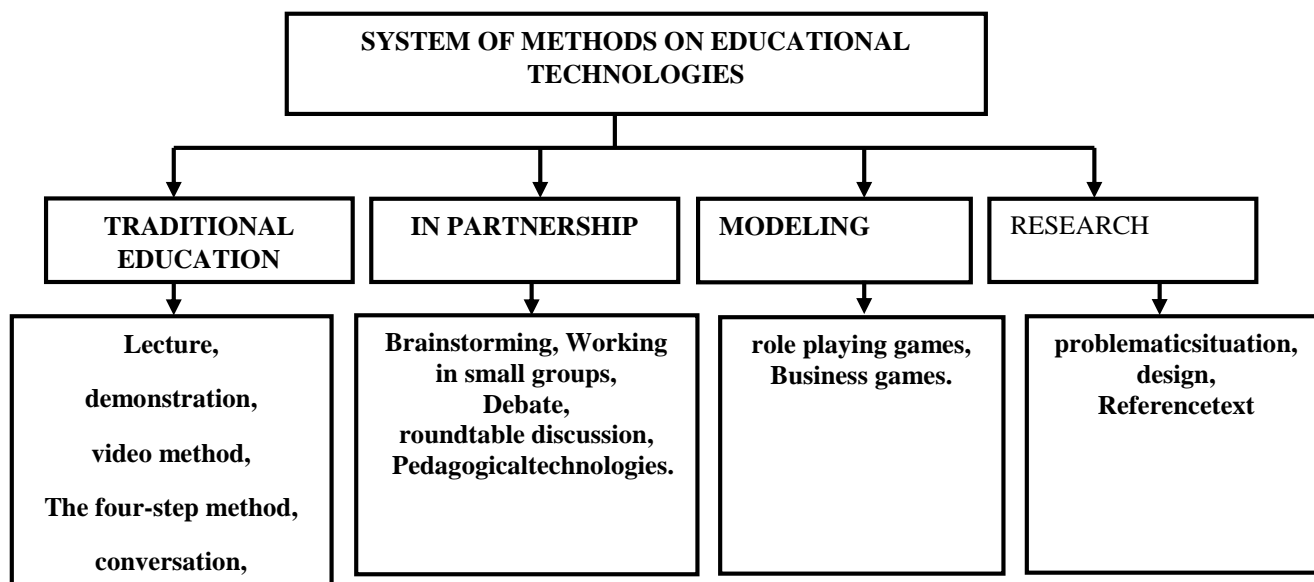 SYSTEM OF METHODS ON EDUCATIONAL
TECHNOLOGIES
TRADITIONAL
EDUCATION
IN PARTNERSHIP
MODELING
RESEARCH
Lecture,
demonstration,
video method,
The four-step method,
conversation,
Brainstorming, Working
in small groups,
Debate,
roundtable discussion,
Pedagogicaltechnologies.
role playing games,
Business games.
problematicsituation,
design,
Referencetext